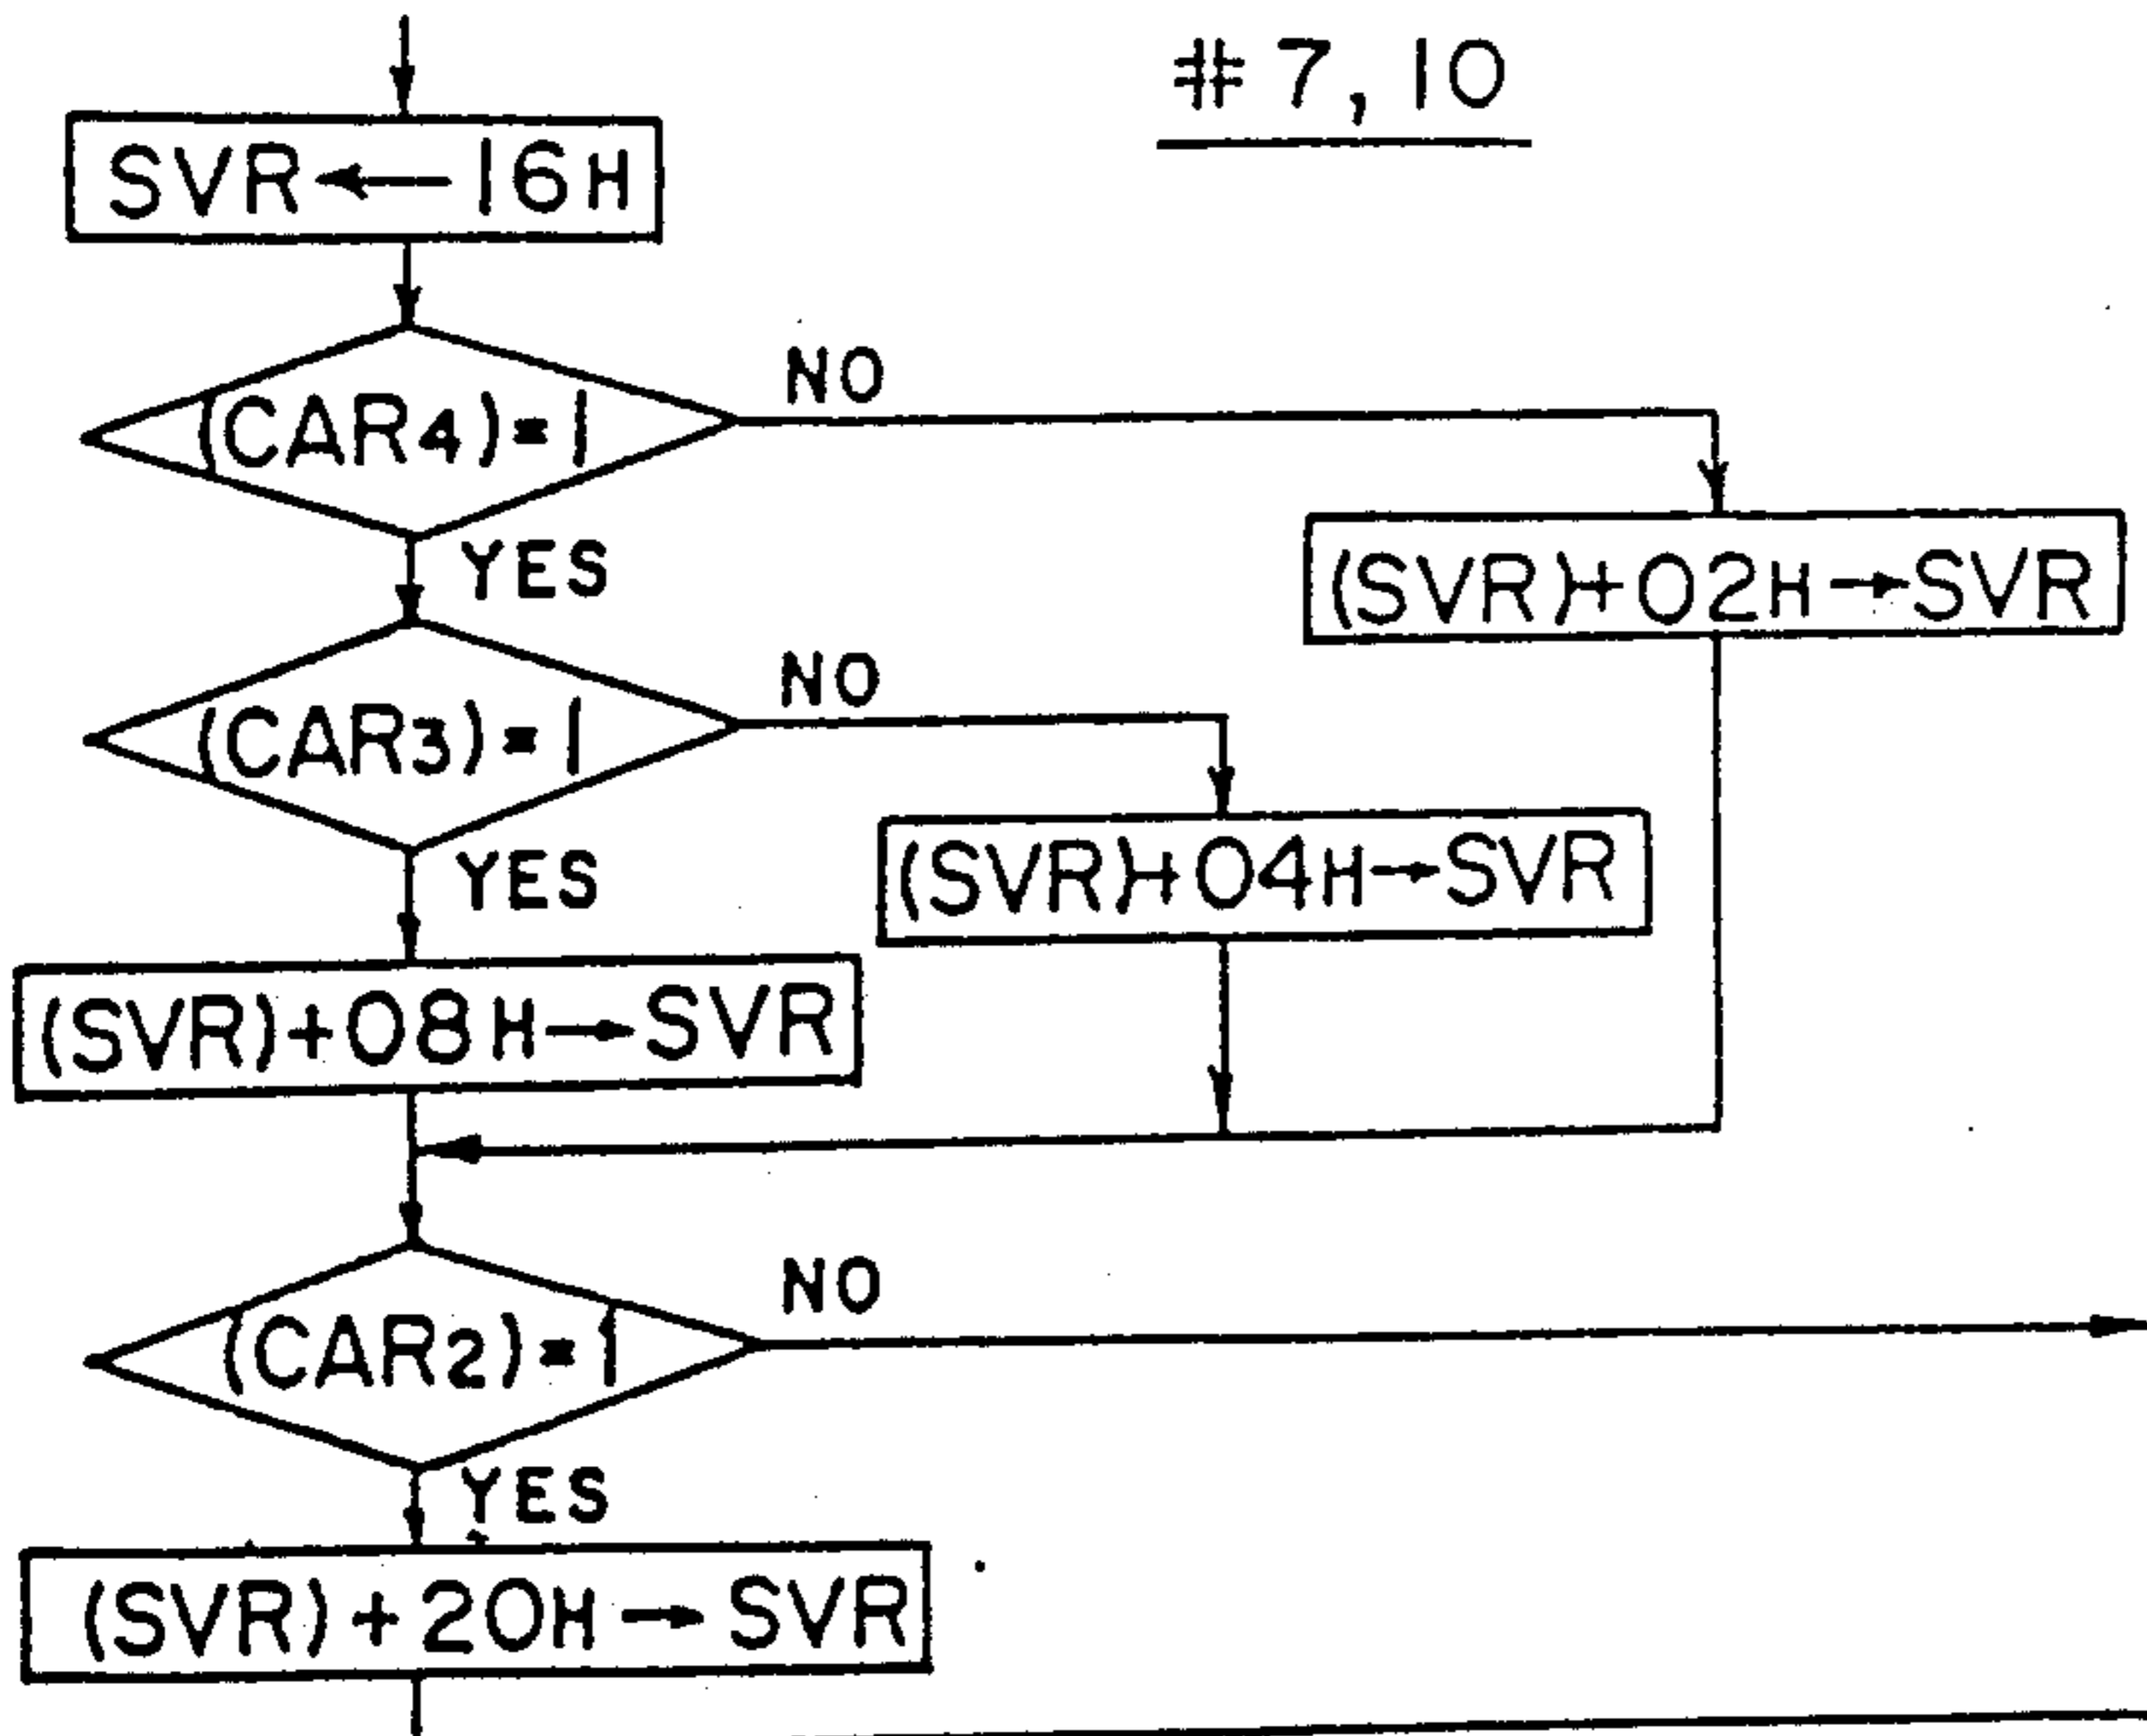 # 7, 10
SVR ← 16H
(CAR4) = 1
NO
YES
(SVR) + 02H → SVR
(CAR3) = 1
NO
YES
(SVR) + 04H → SVR
(SVR) + 08H → SVR
(CAR2) = 1
NO
YES
(SVR) + 20H → SVR